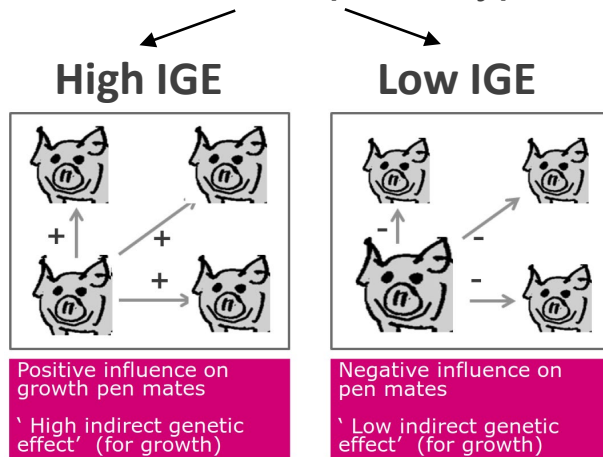 High IGE
Low IGE
+
+
+
-
-
-
Positive influence on
growth pen mates
‘ High indirect genetic
effect’ (for growth)
Negative influence on
pen mates
‘ Low indirect genetic
effect’ (for growth)